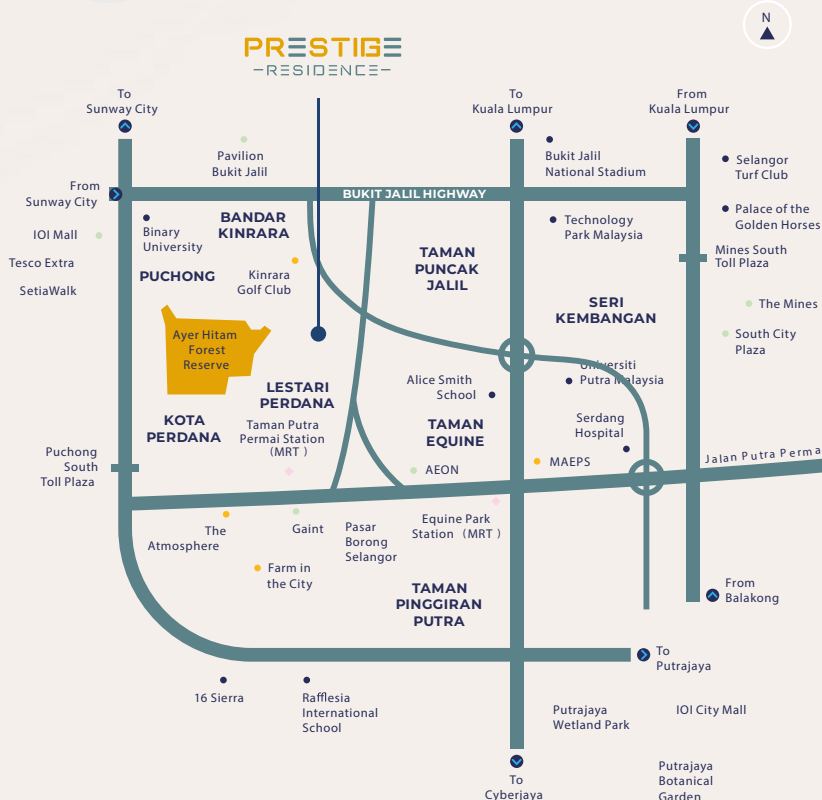 N
PRESTIGE
RESIDENCE
To
Sunway City
To
Kuala Lumpur
From
Kuala Lumpur
Pavilion
Bukit Jalil
Bukit Jalil
National Stadium
Selangor
Turf Club
From
Sunway City
BUKIT JALIL HIGHWAY
Palace of the
Golden Horses
IOI Mall
Binary
University
BANDAR
KINRARA
Technology
Park Malaysia
Tesco Extra
PUCHONG
TAMAN
PUNCAK
JALIL
Mines South
Toll Plaza
SetiaWalk
Kinrara
Golf Club
SERI
KEMBANGAN
The Mines
Ayer Hitam
Forest
Reserve
South City
Plaza
LESTARI
PERDANA
Alice Smith
School
Universiti
Putra Malaysia
KOTA
PERDANA
Taman Putra
Permai Station
(MRT )
TAMAN
EQUINE
Serdang
Hospital
Puchong
South
Toll Plaza
AEON
MAEPS
Jalan Putra Perma
The
Atmosphere
Gaint
Pasar
Borong
Selangor
Equine Park
Station (MRT )
Farm in
the City
TAMAN
PINGGIRAN
PUTRA
From
Balakong
To
Putrajaya
16 Sierra
Rafflesia
International
School
Putrajaya
Wetland Park
IOI City Mall
To
Cyberjaya
Putrajaya
Botanical
Garden